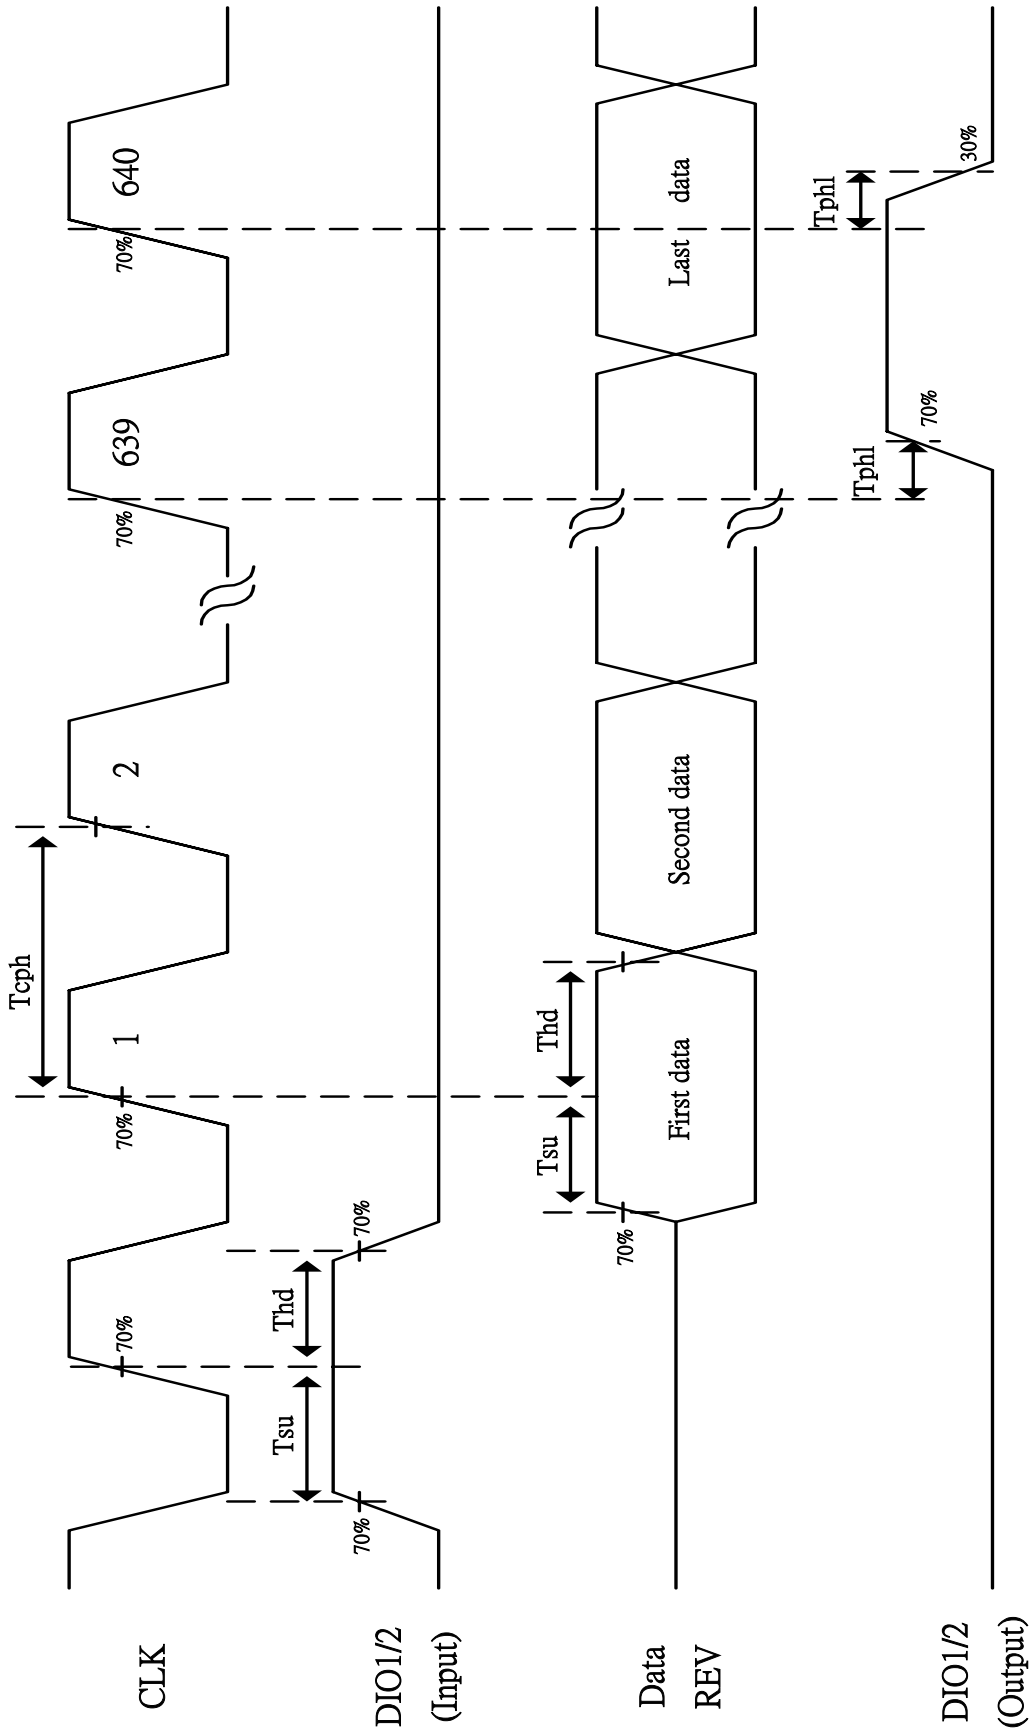 Tcph
CLK
70%
70%
1
2
70%
639
70%
640
DIO1/2
(Input)
70%
Tsu
Thd
70%
Data
REV
70%
Tsu
Thd
First data
Second data
Last data
DIO1/2
(Output)
Tphl
70%
Tphl
30%